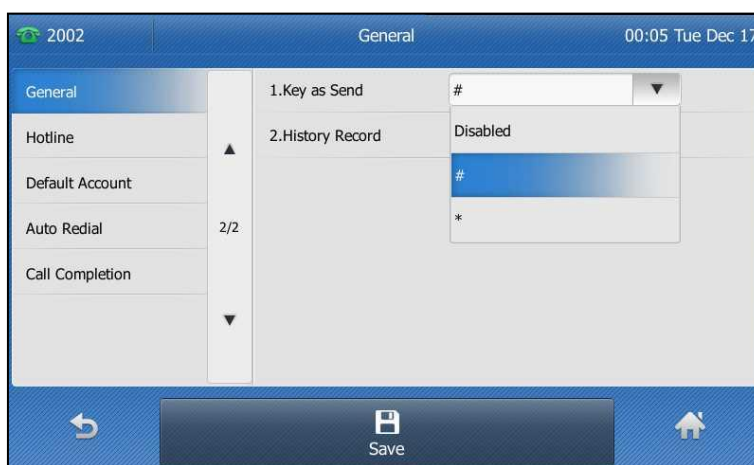 2002 General 00:05 Tue Dec 17
General
Hotline
Default Account
Auto Redial
Call Completion
2/2
1.Key as Send #
2.History Record
Disabled
#
*
Save